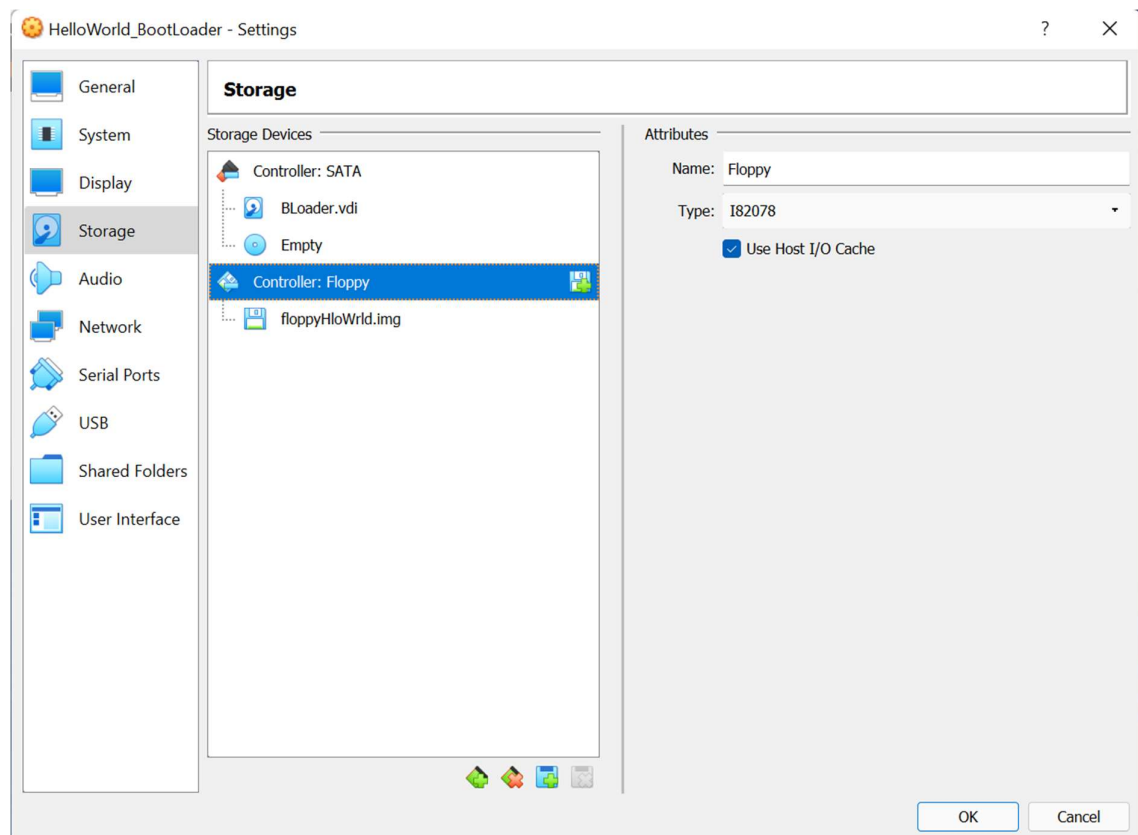 HelloWorld_BootLoader - Settings
?
General
System
Display
Storage
Audio
Network
Serial Ports
USB
Shared Folders
User Interface
Storage
Storage Devices
Controller: SATA
BLoader.vdi
Empty
Controller: Floppy
floppyHloWrld.img
Attributes
Name: Floppy
Type: I82078
Use Host I/O Cache
OK
Cancel